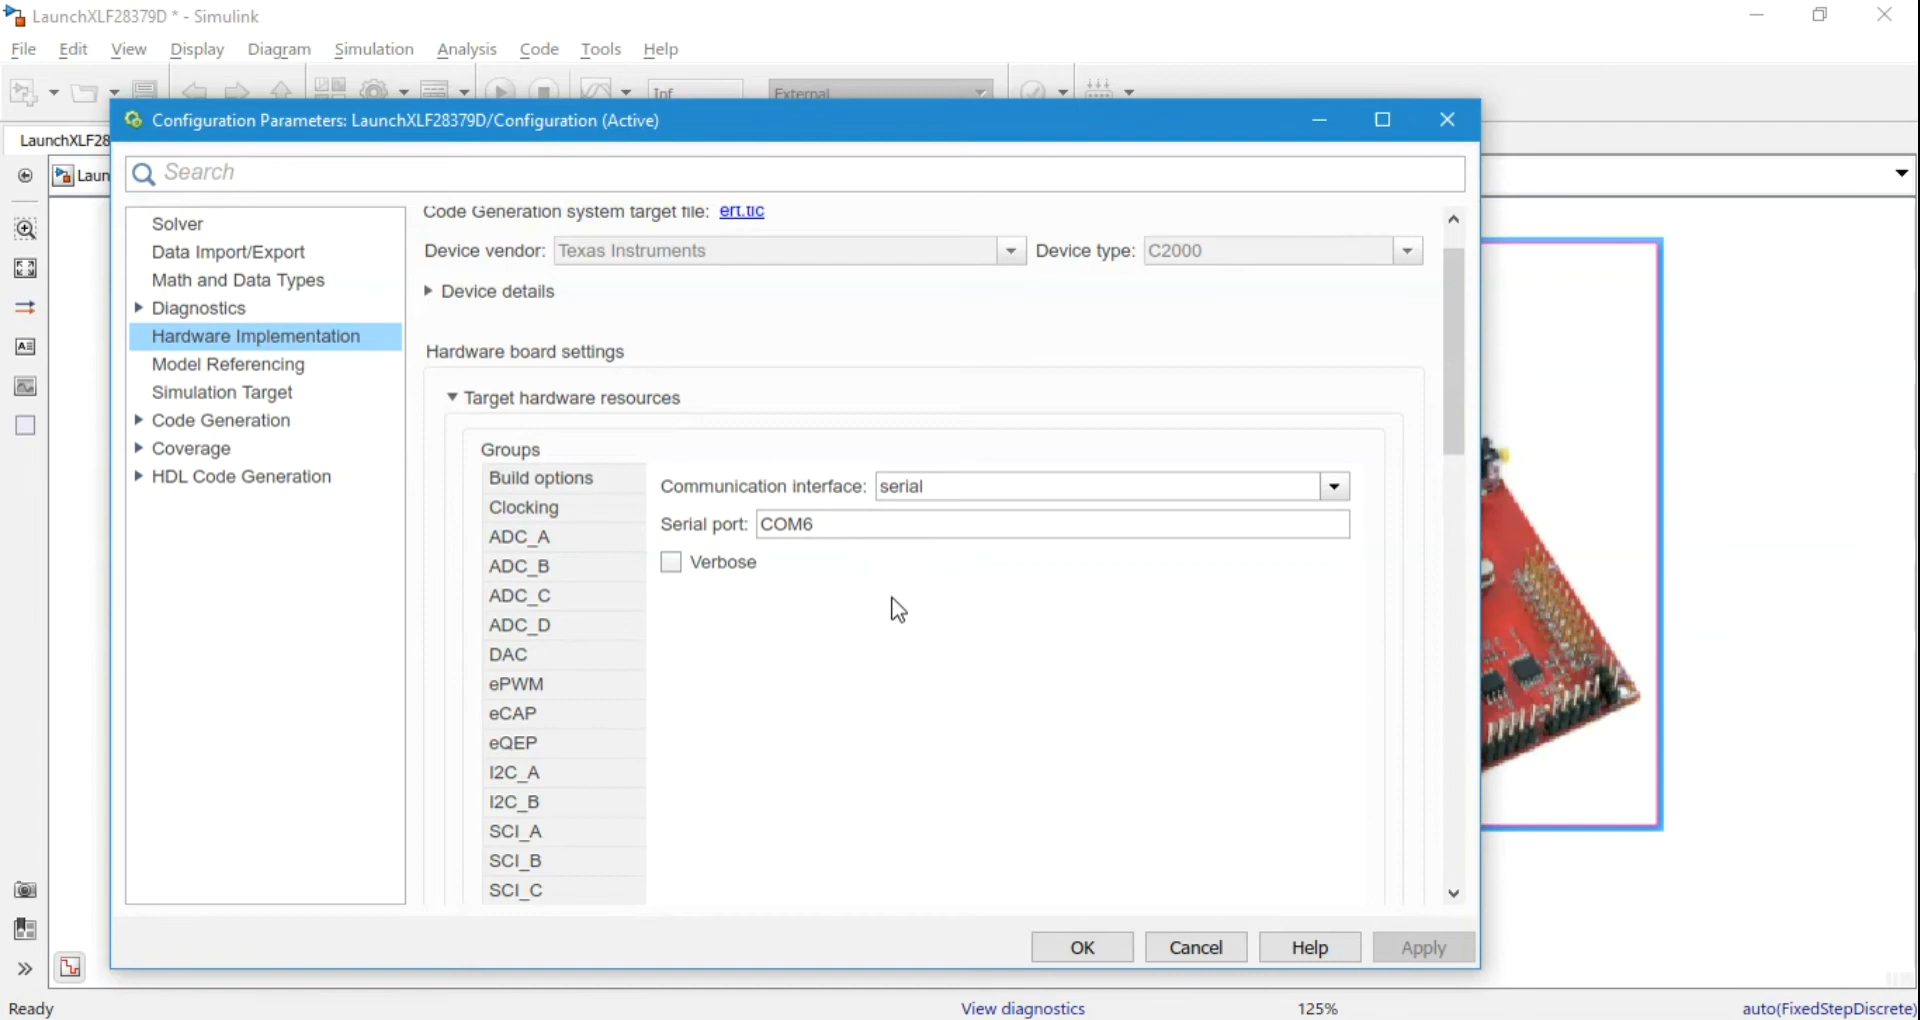 LaunchXLF28379D * - Simulink
File Edit View Display Diagram Simulation Analysis Code Tools Help
Inf External
Configuration Parameters: LaunchXLF28379D/Configuration (Active)
LaunchXLF28
Search
Laun
Solver
Data Import/Export
Math and Data Types
Diagnostics
Hardware Implementation
Model Referencing
Simulation Target
Code Generation
Coverage
HDL Code Generation
Code Generation system target file: ert.tlc
Device vendor: Texas Instruments Device type: C2000
Device details
Hardware board settings
Target hardware resources
Groups
Build options
Clocking
ADC_A
ADC_B
ADC_C
ADC_D
DAC
ePWM
eCAP
eQEP
I2C_A
I2C_B
SCI_A
SCI_B
SCI_C
Communication interface: serial
Serial port: COM6
Verbose
OK Cancel Help Apply
Ready View diagnostics 125% auto(FixedStepDiscrete)